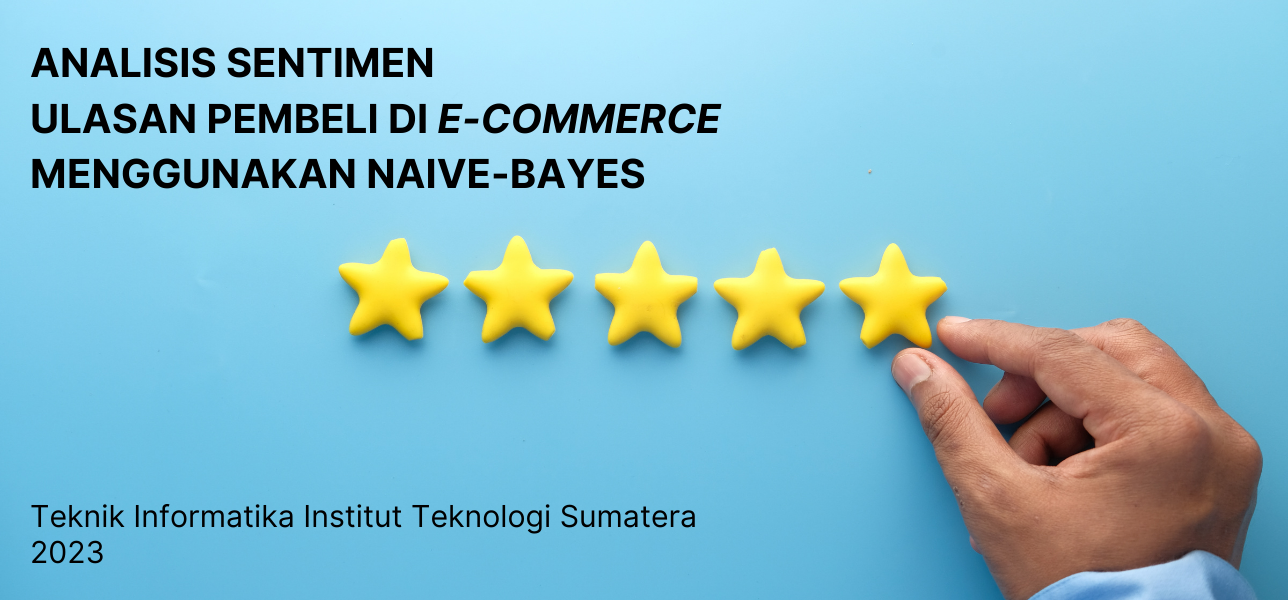 ANALISIS SENTIMEN
ULASAN PEMBELI DI E-COMMERCE
MENGGUNAKAN NAIVE-BAYES
Teknik Informatika Institut Teknologi Sumatera
2023